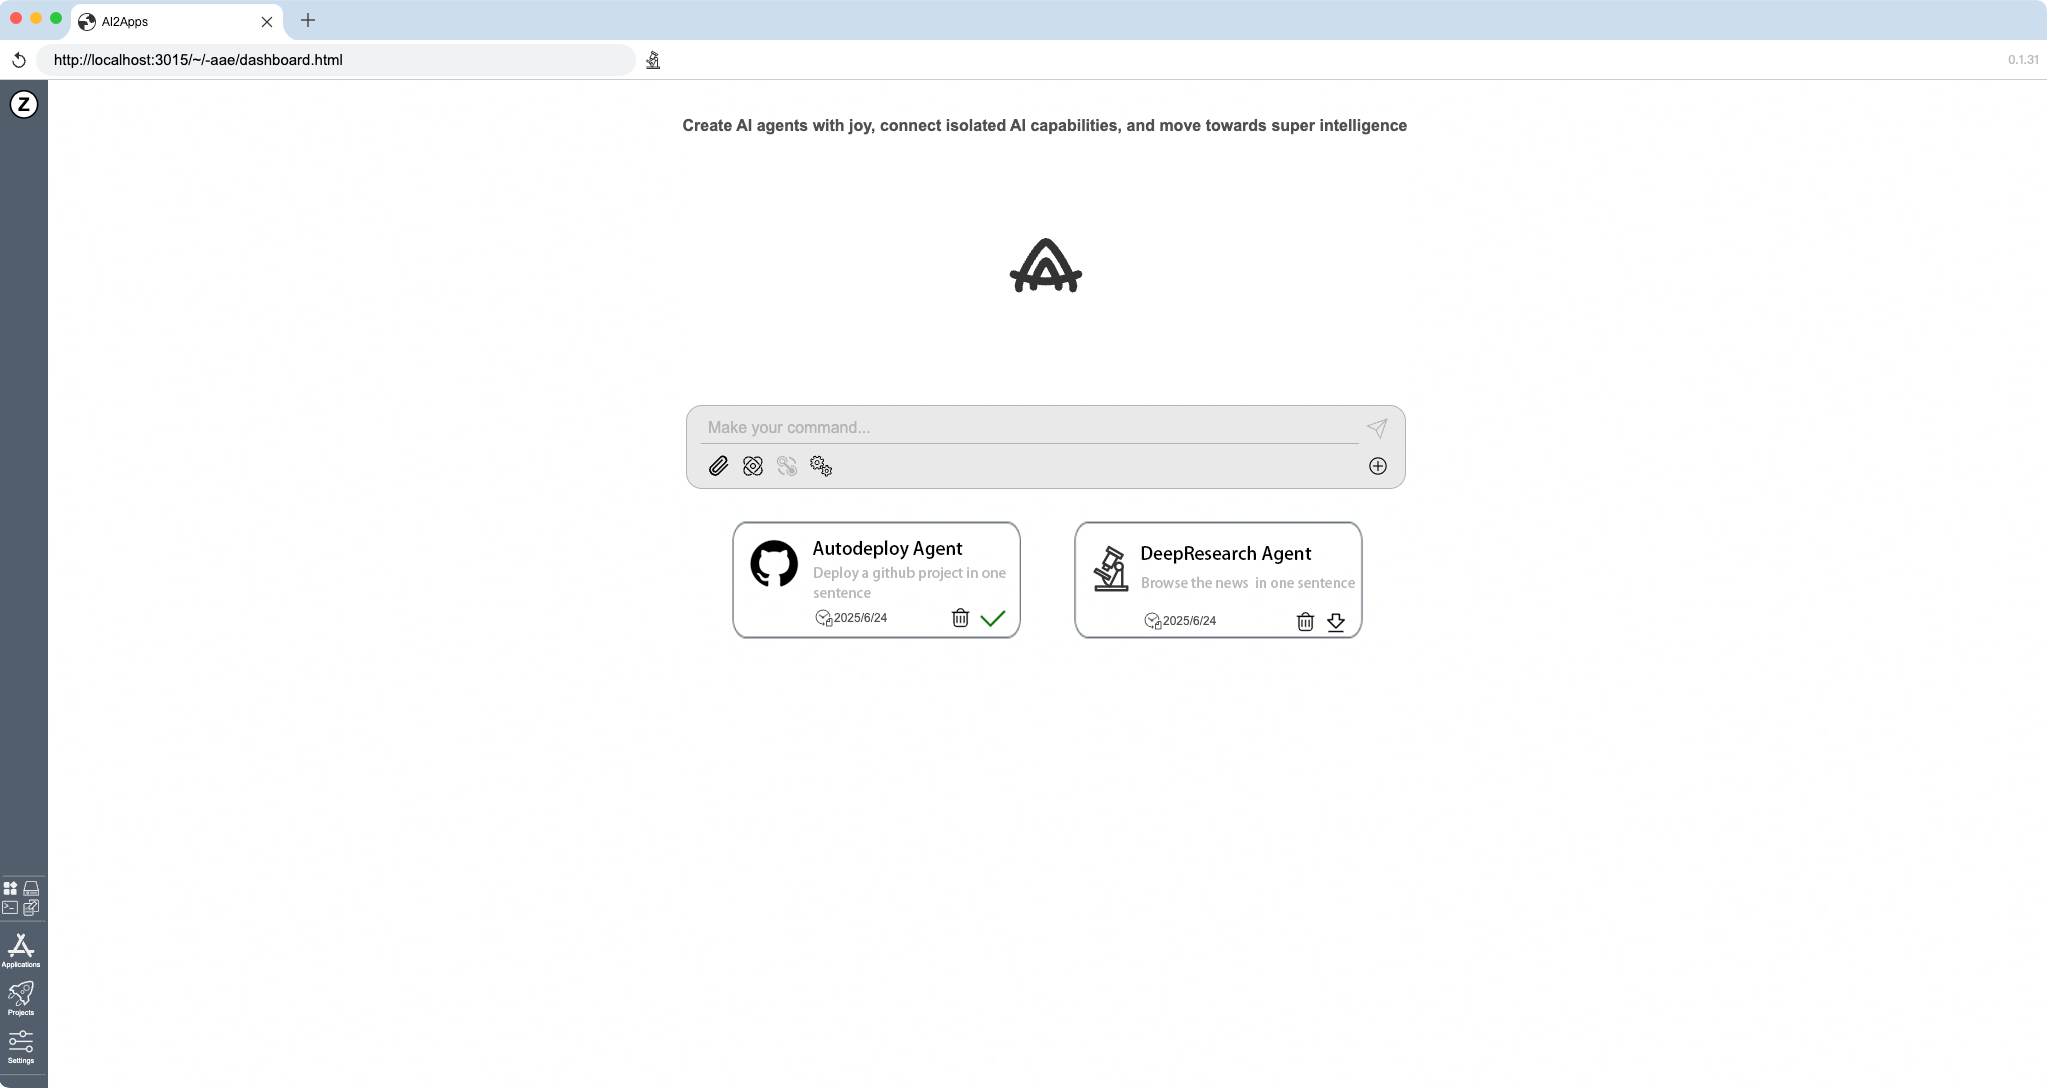 AI2Apps
http://localhost:3015/~/-aae/dashboard.html
0.1.31
Z
Create AI agents with joy, connect isolated AI capabilities, and move towards super intelligence
Make your command...
Autodeploy Agent
Deploy a github project in one
sentence
2025/6/24
DeepResearch Agent
Browse the news  in one sentence
2025/6/24
Applications
Projects
Settings